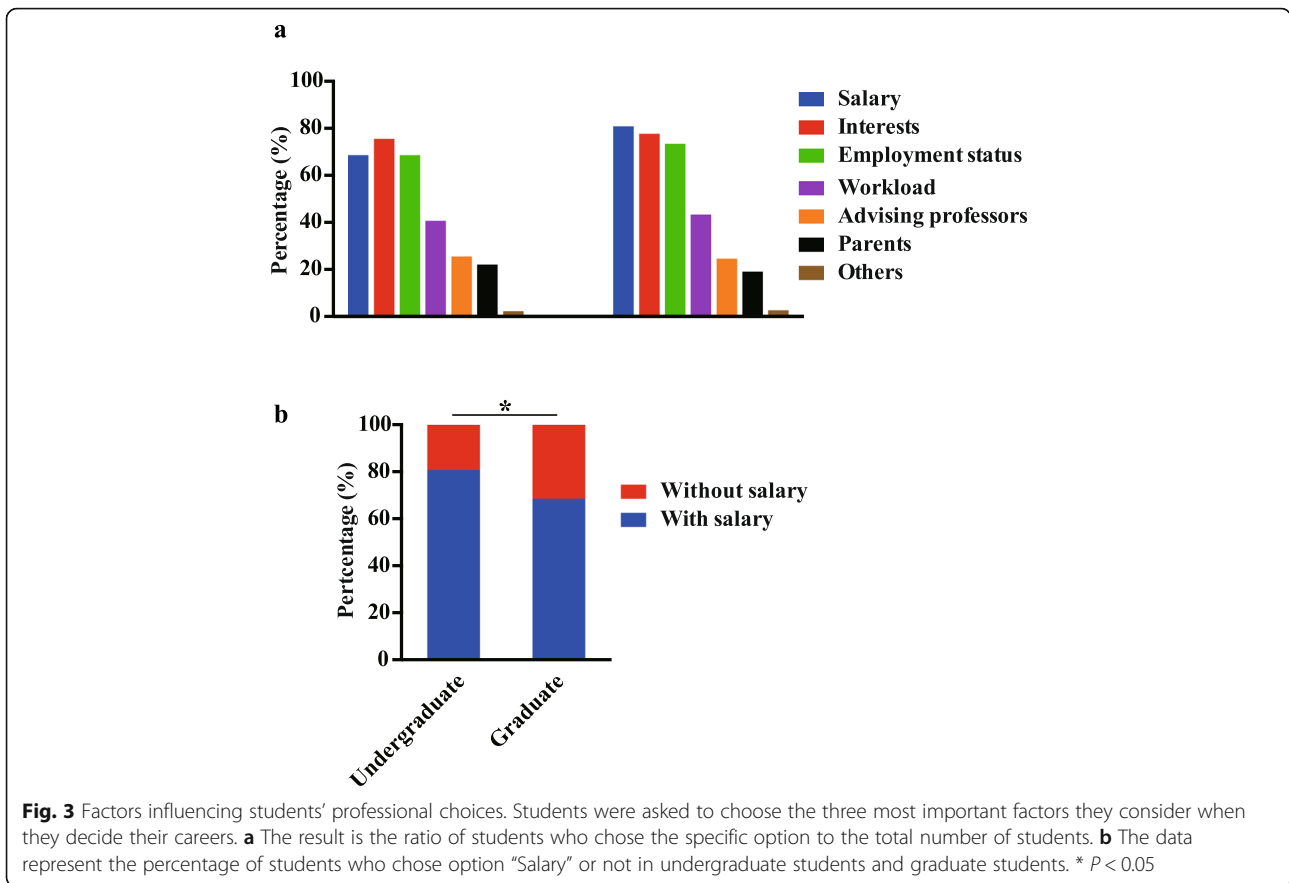 a
100
80
60
40
20
0
Percentage (%)
Salary
Interests
Employment status
Workload
Advising professors
Parents
Others
b
*
100
80
60
40
20
0
Pertcentage (%)
Without salary
With salary
Undergraduate
Graduate
Fig. 3 Factors influencing students’ professional choices. Students were asked to choose the three most important factors they consider when
they decide their careers. a The result is the ratio of students who chose the specific option to the total number of students. b The data
represent the percentage of students who chose option “Salary” or not in undergraduate students and graduate students. * P < 0.05